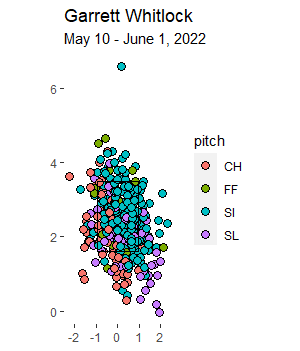 Garrett Whitlock
May 10 - June 1, 2022
6
4
2
0
-2 -1 0 1 2
pitch
CH
FF
SI
SL